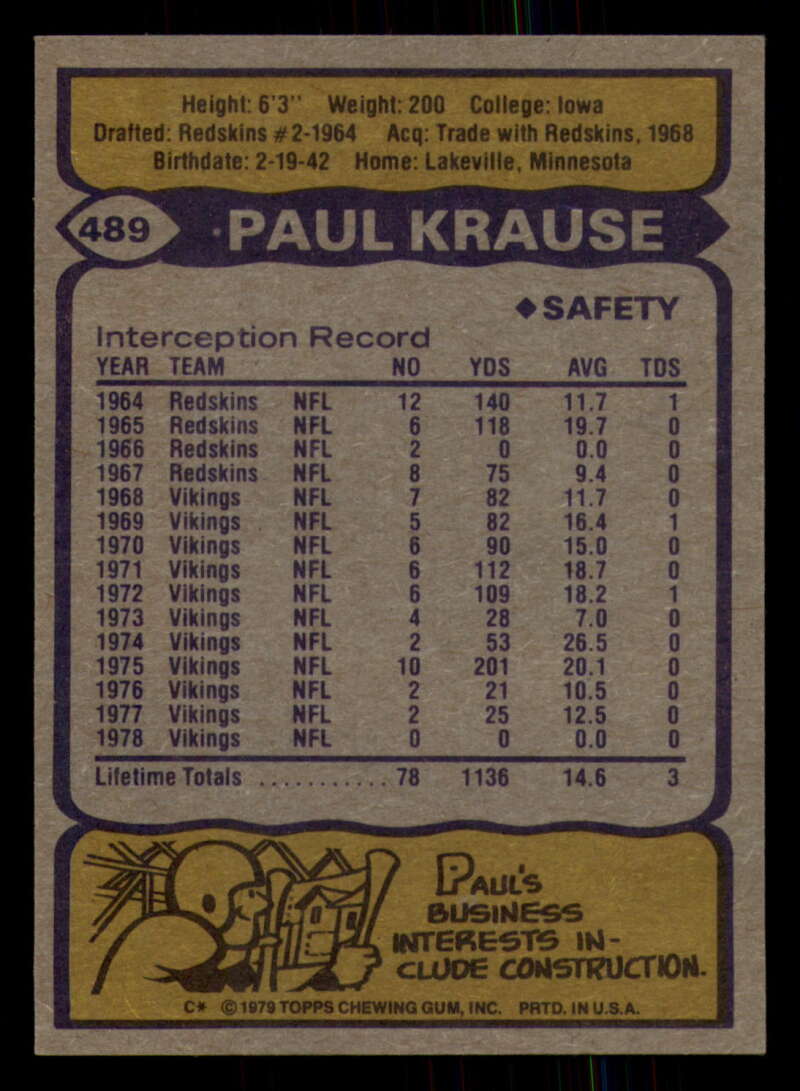 Height: 6'3" Weight: 200 College: Iowa
Drafted: Redskins #2-1964 Acq: Trade with Redskins, 1968
Birthdate: 2-19-42 Home: Lakeville, Minnesota
489 PAUL KRAUSE
◆SAFETY
Interception Record
YEAR TEAM NO YDS AVG TDS
1964 Redskins NFL 12 140 11.7 1
1965 Redskins NFL 6 118 19.7 0
1966 Redskins NFL 2 0 0.0 0
1967 Redskins NFL 8 75 9.4 0
1968 Vikings NFL 7 82 11.7 0
1969 Vikings NFL 5 82 16.4 1
1970 Vikings NFL 6 90 15.0 0
1971 Vikings NFL 6 112 18.7 0
1972 Vikings NFL 6 109 18.2 1
1973 Vikings NFL 4 28 7.0 0
1974 Vikings NFL 2 53 26.5 0
1975 Vikings NFL 10 201 20.1 0
1976 Vikings NFL 2 21 10.5 0
1977 Vikings NFL 2 25 12.5 0
1978 Vikings NFL 0 0 0.0 0
Lifetime Totals ........... 78 1136 14.6 3
PAUL'S
BUSINESS
INTERESTS IN-
CLUDE CONSTRUCTION.
C* ©1979 TOPPS CHEWING GUM, INC. PRTD. IN U.S.A.